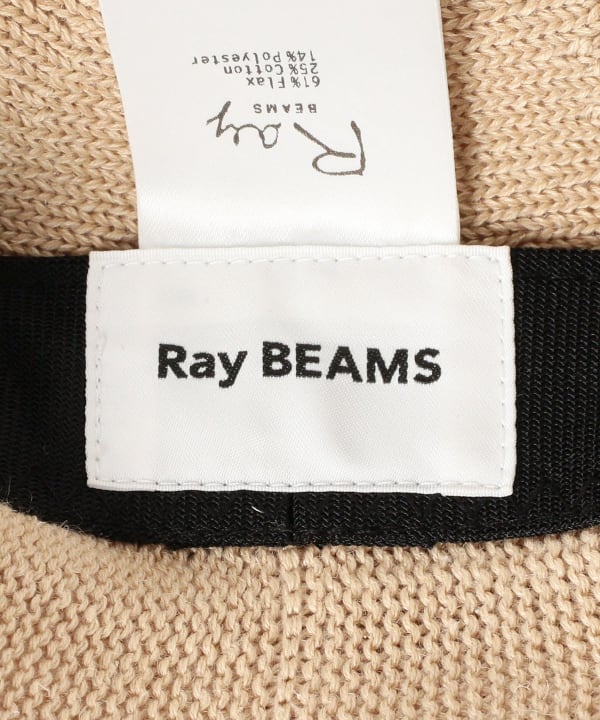 Ray
BEAMS
61% Flax
25% Cotton
14% Polyester
Ray BEAMS